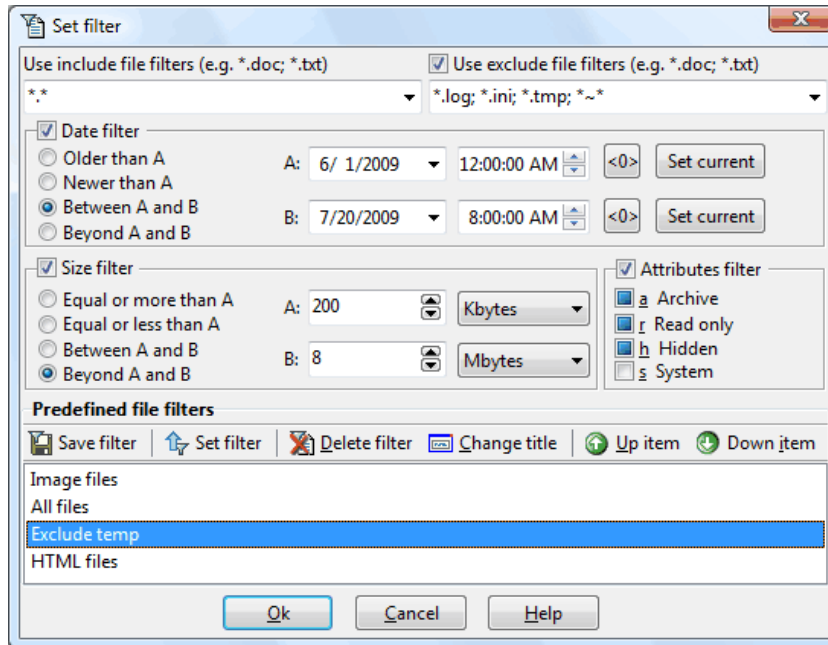 Set filter
Use include file filters (e.g. *.doc; *.txt)
Use exclude file filters (e.g. *.doc; *.txt)
*.*
*.log; *.ini; *.tmp; *~*
Date filter
Older than A
Newer than A
Between A and B
Beyond A and B
A: 6/ 1/2009 12:00:00 AM <0> Set current
B: 7/20/2009 8:00:00 AM <0> Set current
Size filter
Equal or more than A
Equal or less than A
Between A and B
Beyond A and B
A: 200 Kbytes
B: 8 Mbytes
Attributes filter
a Archive
r Read only
h Hidden
s System
Predefined file filters
Save filter Set filter Delete filter Change title Up item Down item
Image files
All files
Exclude temp
HTML files
Ok Cancel Help